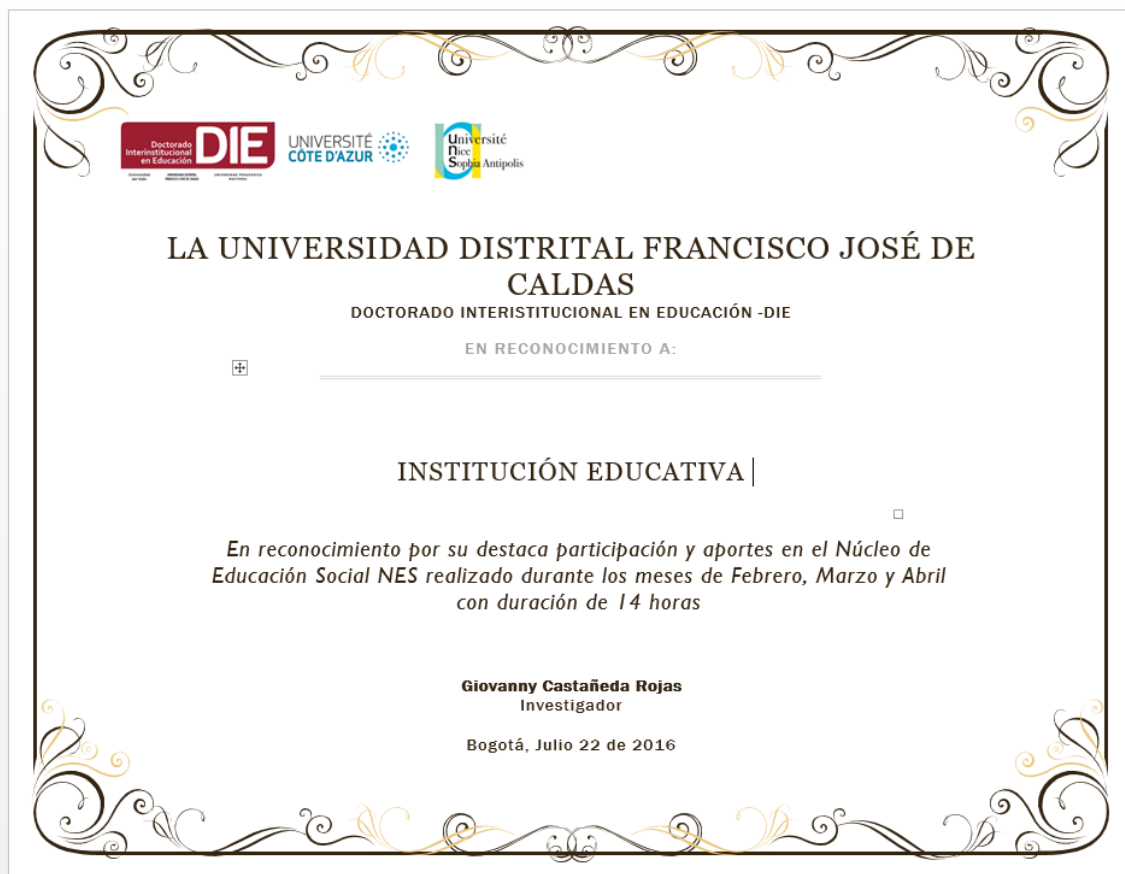 Doctorado
Interinstitucional
en Educación
DIE
UNIVERSITÉ
CÔTE D'AZUR
Université
Nice
Sophia Antipolis
LA UNIVERSIDAD DISTRITAL FRANCISCO JOSÉ DE
CALDAS
DOCTORADO INTERISTITUCIONAL EN EDUCACIÓN -DIE
EN RECONOCIMIENTO A:
INSTITUCIÓN EDUCATIVA
En reconocimiento por su destaca participación y aportes en el Núcleo de
Educación Social NES realizado durante los meses de Febrero, Marzo y Abril
con duración de 14 horas
Giovanny Castañeda Rojas
Investigador
Bogotá, Julio 22 de 2016